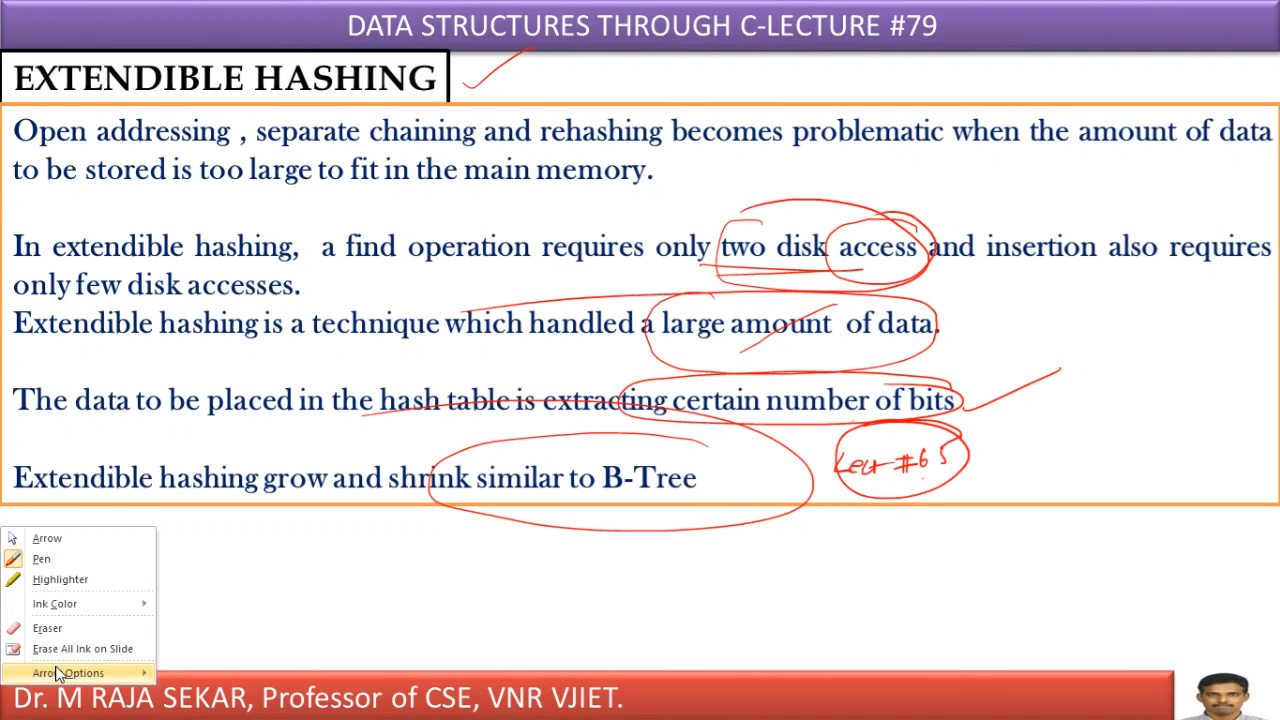 DATA STRUCTURES THROUGH C-LECTURE #79
EXTENDIBLE HASHING
Open addressing , separate chaining and rehashing becomes problematic when the amount of data
to be stored is too large to fit in the main memory.
In extendible hashing, a find operation requires only two disk access and insertion also requires
only few disk accesses.
Extendible hashing is a technique which handled a large amount of data.
The data to be placed in the hash table is extracting certain number of bits
Lect #65
Extendible hashing grow and shrink similar to B-Tree
Arrow
Pen
Highlighter
Ink Color
Eraser
Erase All Ink on Slide
Arrow Options
Dr. M RAJA SEKAR, Professor of CSE, VNR VJIET.